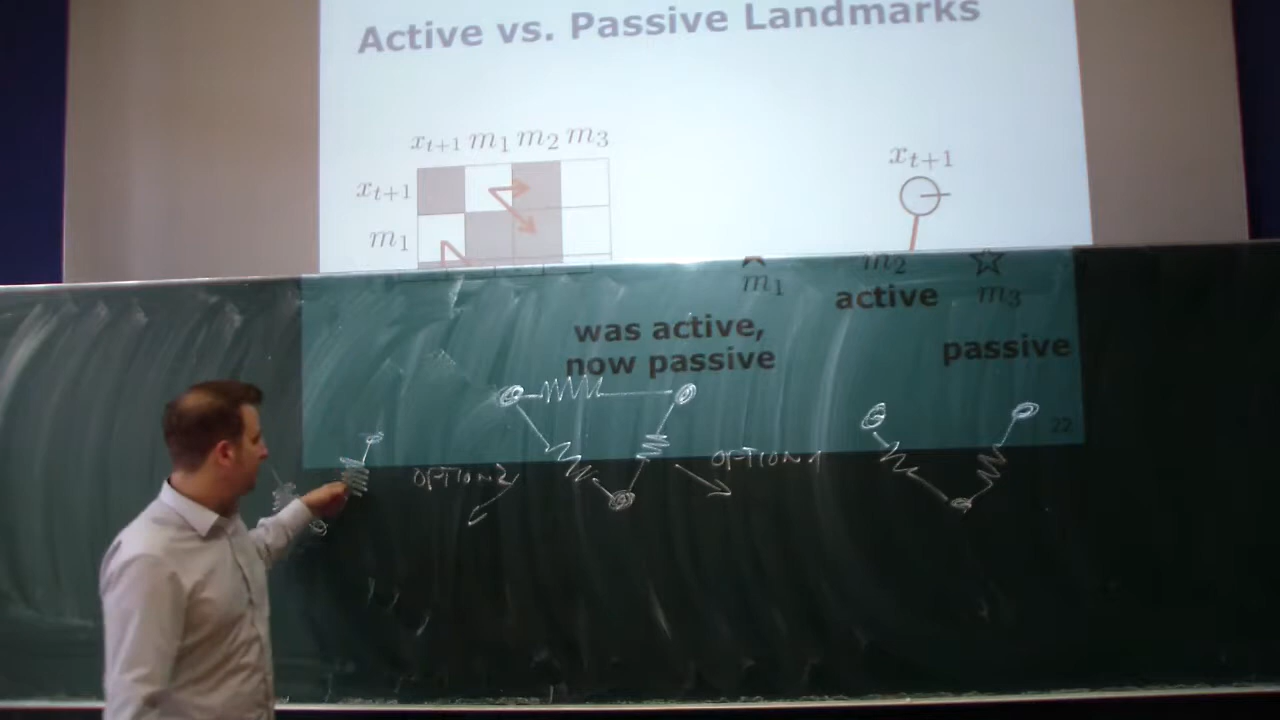 Active vs. Passive Landmarks
x_{t+1} m_1 m_2 m_3
x_{t+1}
m_1
x_{t+1}
m_1
m_2
m_3
active
was active,
now passive
passive
22
OPTION 2
OPTION 1